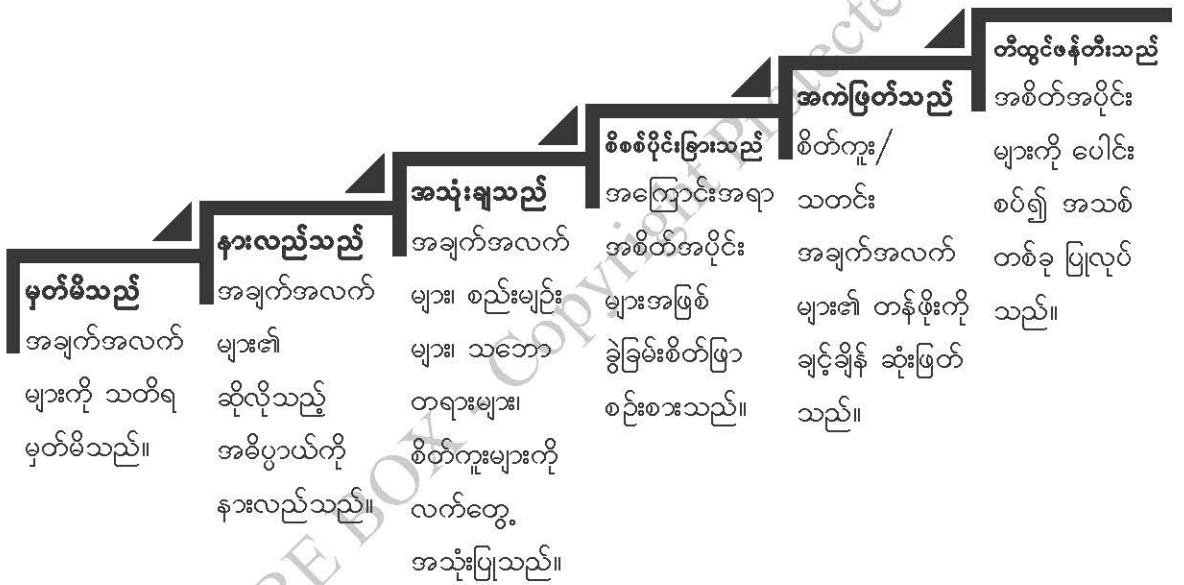 မှတ်မိသည်
အချက်အလက်
များကို သတိရ
မှတ်မိသည်။
နားလည်သည်
အချက်အလက်
များ၏
ဆိုလိုသည့်
အဓိပ္ပာယ်ကို
နားလည်သည်။
အသုံးချသည်
အချက်အလက်
များ၊ စည်းမျဉ်း
များ၊ သဘော
တရားများ၊
စိတ်ကူးများကို
လက်တွေ့
အသုံးပြုသည်။
စိစစ်ပိုင်းခြားသည်
အကြောင်းအရာ
အစိတ်အပိုင်း
များအဖြစ်
ခွဲခြမ်းစိတ်ဖြာ
စဉ်းစားသည်။
အကဲဖြတ်သည်
စိတ်ကူး/
သတင်း
အချက်အလက်
များ၏ တန်ဖိုးကို
ချင့်ချိန် ဆုံးဖြတ်
သည်။
တီထွင်ဖန်တီးသည်
အစိတ်အပိုင်း
များကို ပေါင်း
စပ်၍ အသစ်
တစ်ခု ပြုလုပ်
သည်။
BOX - Copyright Protecte